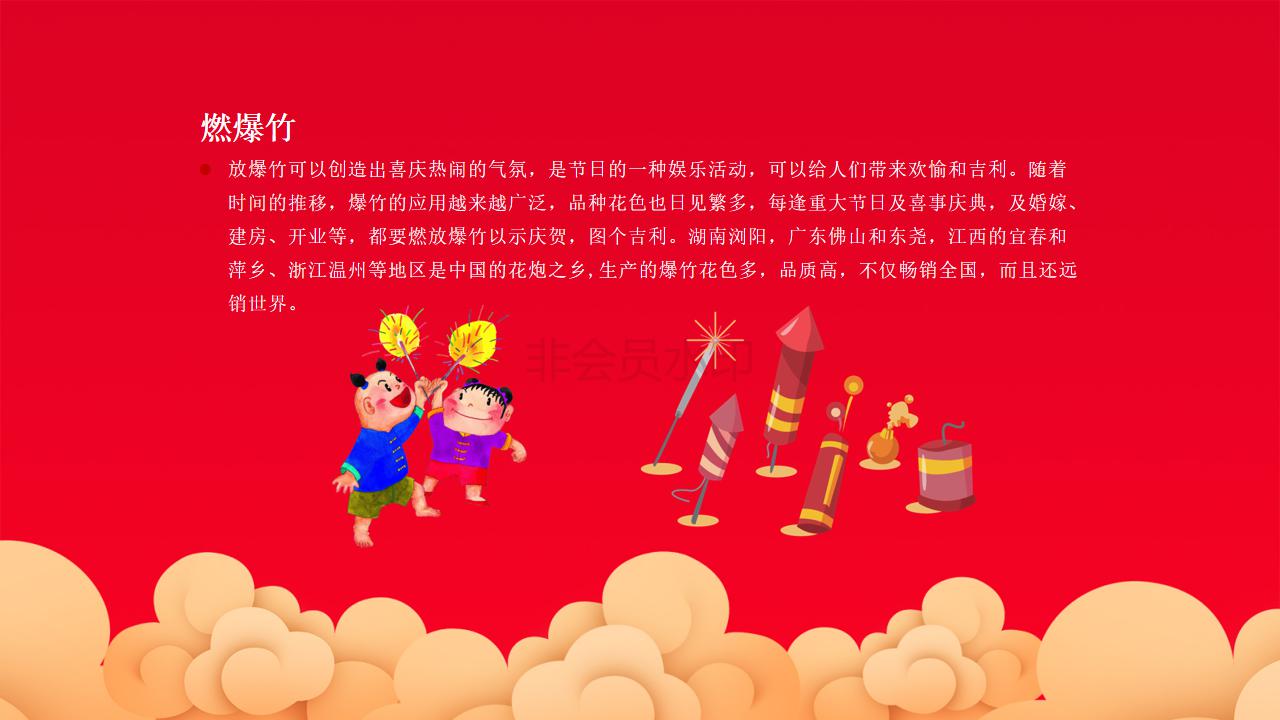 燃爆竹
放爆竹可以创造出喜庆热闹的气氛，是节日的一种娱乐活动，可以给人们带来欢愉和吉利。随着
时间的推移，爆竹的应用越来越广泛，品种花色也日见繁多，每逢重大节日及喜事庆典，及婚嫁、
建房、开业等，都要燃放爆竹以示庆贺，图个吉利。湖南浏阳，广东佛山和东尧，江西的宜春和
萍乡、浙江温州等地区是中国的花炮之乡,生产的爆竹花色多，品质高，不仅畅销全国，而且还远
销世界。
非会员水印